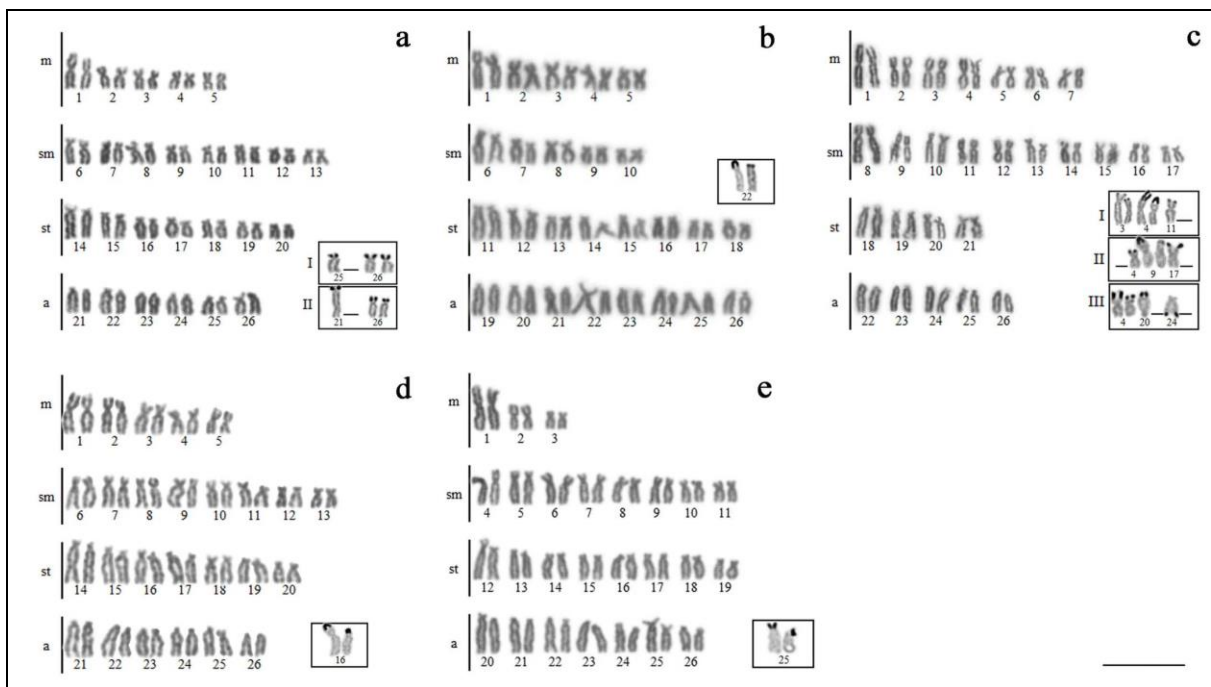 a
m
1 2 3 4 5
sm
6 7 8 9 10 11 12 13
st
14 15 16 17 18 19 20
I
25 26
II
21 26
a
21 22 23 24 25 26
b
1 2 3 4 5
6 7 8 9 10
22
11 12 13 14 15 16 17 18
19 20 21 22 23 24 25 26
c
1 2 3 4 5 6 7
8 9 10 11 12 13 14 15 16 17
18 19 20 21
I
3 4 11
II
4 9 17
III
4 20 24
22 23 24 25 26
d
m
1 2 3 4 5
sm
6 7 8 9 10 11 12 13
st
14 15 16 17 18 19 20
a
21 22 23 24 25 26
16
e
1 2 3
4 5 6 7 8 9 10 11
12 13 14 15 16 17 18 19
20 21 22 23 24 25 26
25